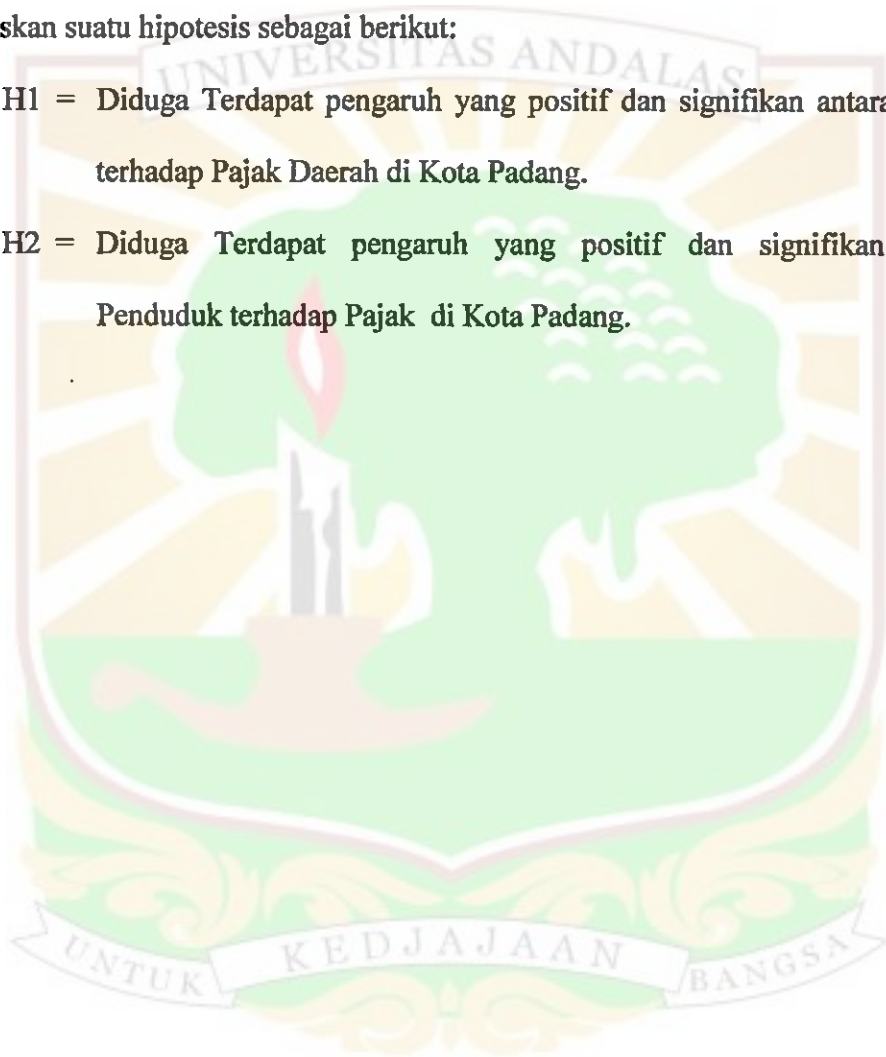 skan suatu hipotesis sebagai berikut:
UNIVERSITAS ANDALAS
H1 = Diduga Terdapat pengaruh yang positif dan signifikan antara
terhadap Pajak Daerah di Kota Padang.
H2 = Diduga Terdapat pengaruh yang positif dan signifikan
Penduduk terhadap Pajak di Kota Padang.
UNTUK KEDJAJAAN BANGSA